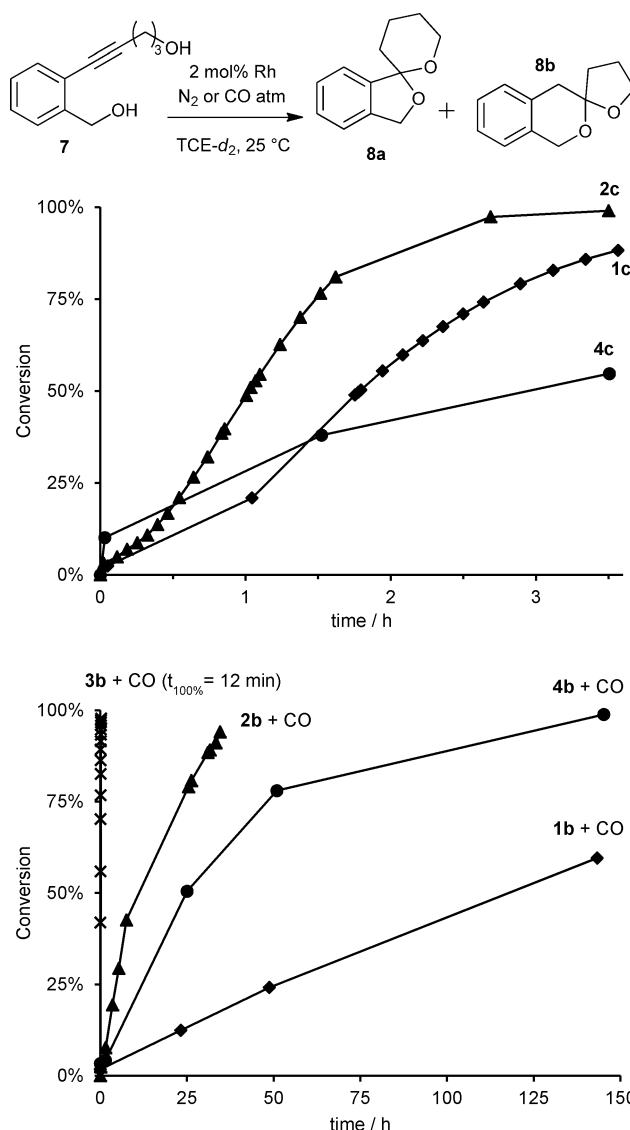 ( )3 OH
OH
7
2 mol% Rh
N2 or CO atm
TCE-d2, 25 °C
O
O
8a
+
8b
O
O
100%
75%
50%
25%
0%
Conversion
2c
1c
4c
0 1 2 3
time / h
3b + CO (t100% = 12 min)
2b + CO
4b + CO
1b + CO
100%
75%
50%
25%
0%
Conversion
0 25 50 75 100 125 150
time / h